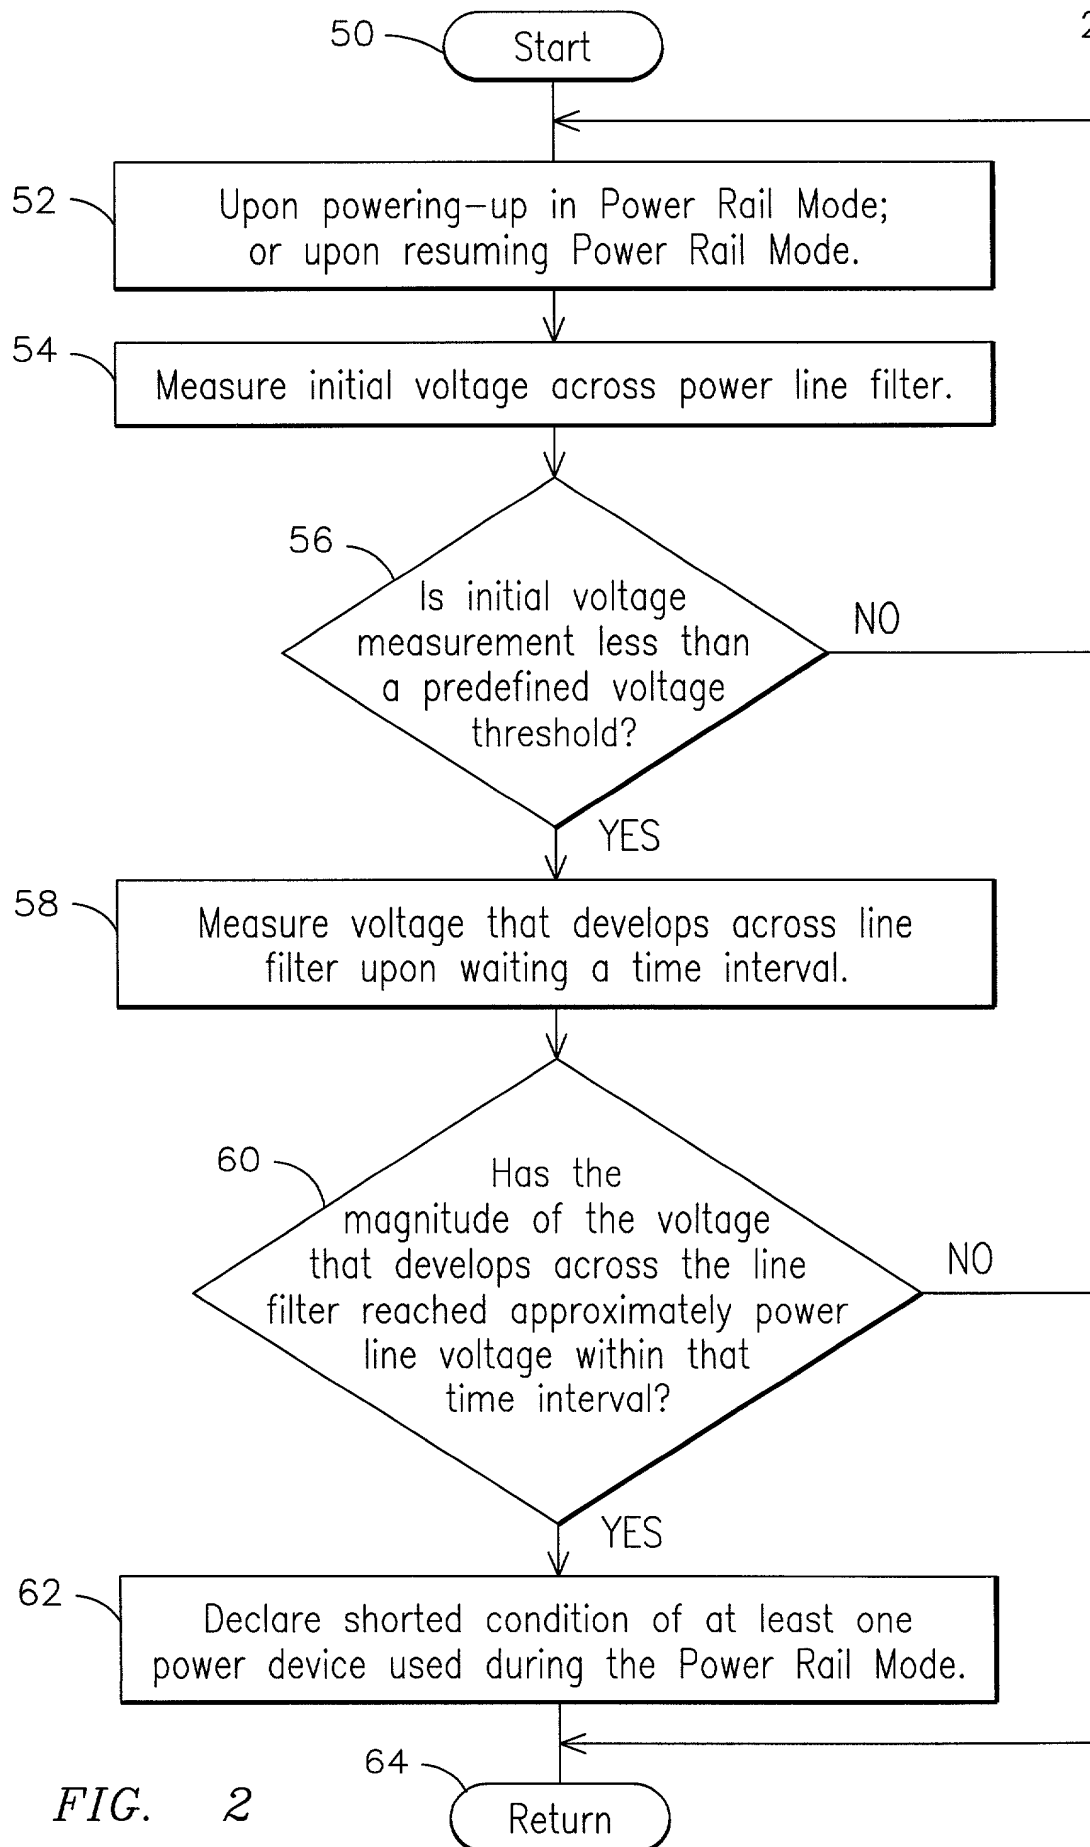 50
Start
2
52
Upon powering-up in Power Rail Mode;
or upon resuming Power Rail Mode.
54
Measure initial voltage across power line filter.
56
Is initial voltage
measurement less than
a predefined voltage
threshold?
NO
YES
58
Measure voltage that develops across line
filter upon waiting a time interval.
60
Has the
magnitude of the voltage
that develops across the line
filter reached approximately power
line voltage within that
time interval?
NO
YES
62
Declare shorted condition of at least one
power device used during the Power Rail Mode.
64
Return
FIG. 2